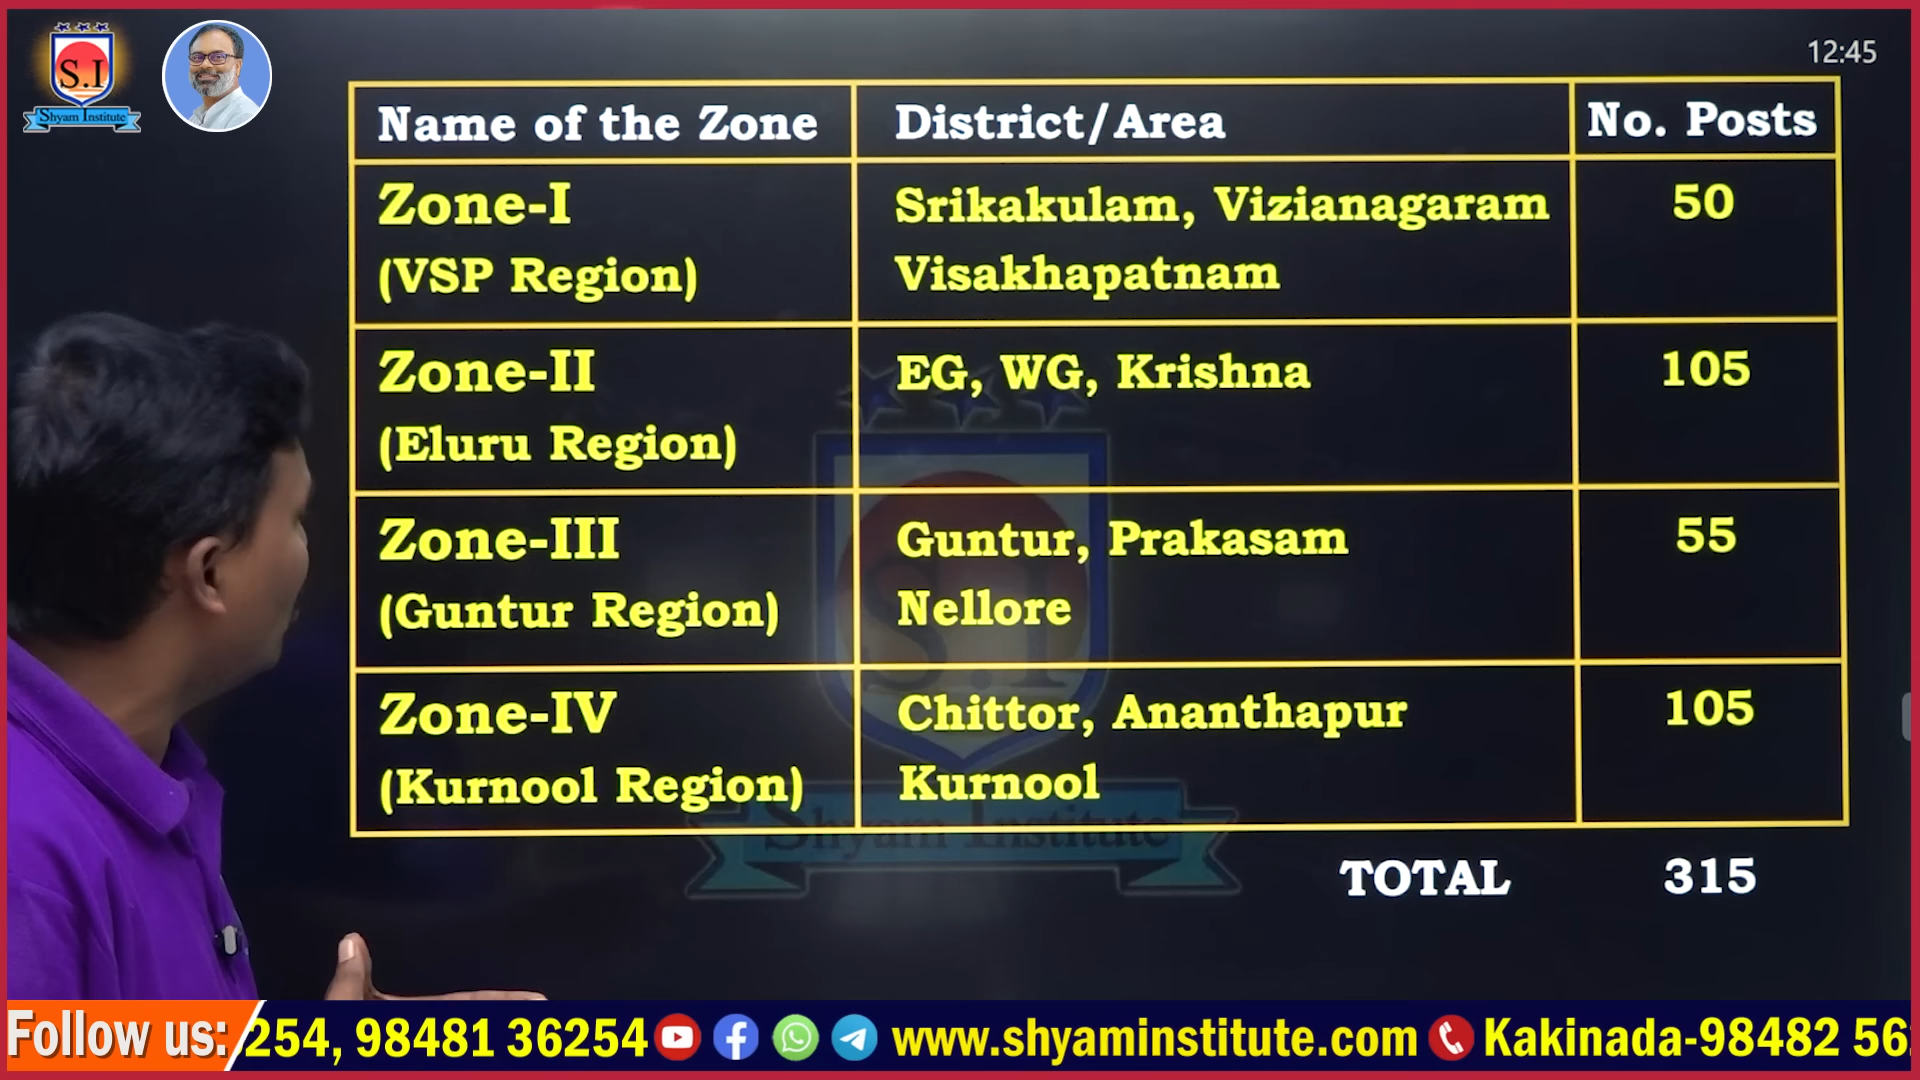 S.I
Shyam Institute
12:45
Name of the Zone District/Area No. Posts
Zone-I Srikakulam, Vizianagaram 50
(VSP Region) Visakhapatnam
Zone-II EG, WG, Krishna 105
(Eluru Region)
Zone-III Guntur, Prakasam 55
(Guntur Region) Nellore
Zone-IV Chittor, Ananthapur 105
(Kurnool Region) Kurnool
S.I
Shyam Institute
TOTAL 315
Follow us: 254, 98481 36254 www.shyaminstitute.com Kakinada-98482 56